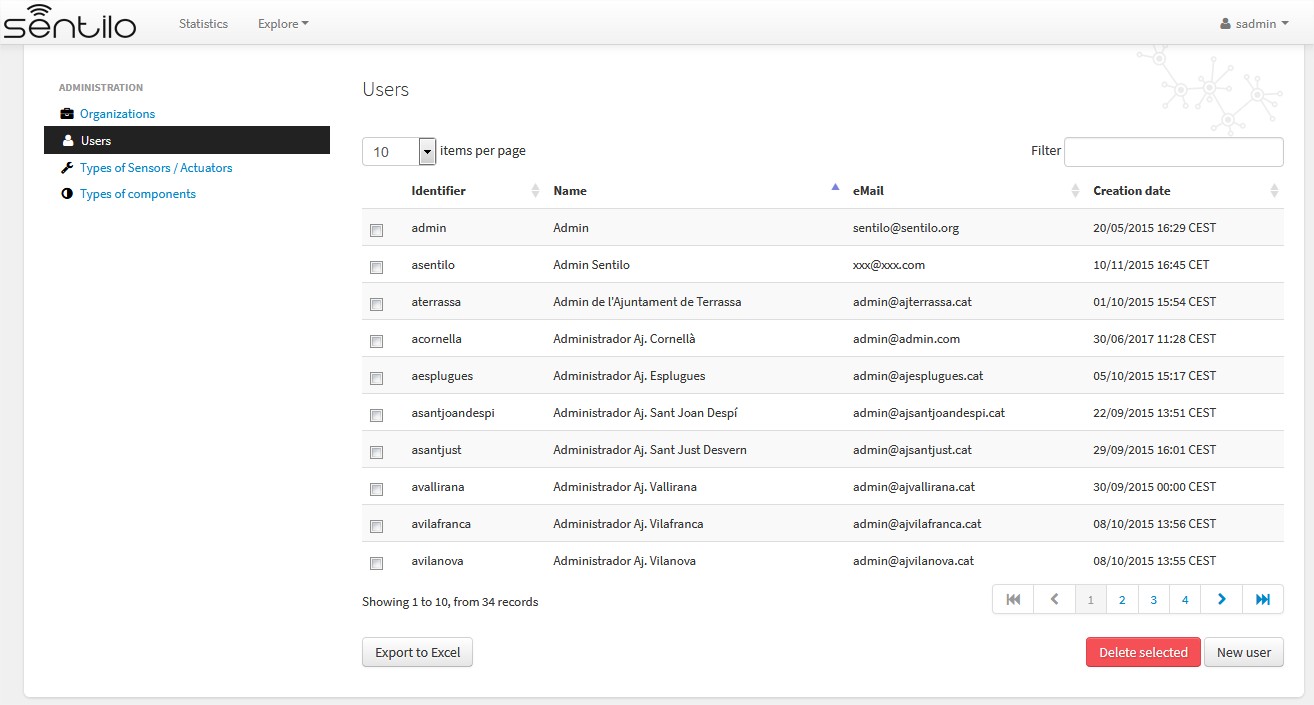 sentilo Statistics Explore sadmin
ADMINISTRATION
Organizations
Users
Types of Sensors / Actuators
Types of components
Users
10 items per page Filter
Identifier Name eMail Creation date
admin Admin sentilo@sentilo.org 20/05/2015 16:29 CEST
asentilo Admin Sentilo xxx@xxx.com 10/11/2015 16:45 CET
aterrassa Admin de l'Ajuntament de Terrassa admin@ajterrassa.cat 01/10/2015 15:54 CEST
acornella Administrador Aj. Cornellà admin@admin.com 30/06/2017 11:28 CEST
aesplugues Administrador Aj. Esplugues admin@ajesplugues.cat 05/10/2015 15:17 CEST
asantjoandespi Administrador Aj. Sant Joan Despí admin@ajsantjoandespi.cat 22/09/2015 13:51 CEST
asantjust Administrador Aj. Sant Just Desvern admin@ajsantjust.cat 29/09/2015 16:01 CEST
avallirana Administrador Aj. Vallirana admin@ajvallirana.cat 30/09/2015 00:00 CEST
avilafranca Administrador Aj. Vilafranca admin@ajvilafranca.cat 08/10/2015 13:56 CEST
avilanova Administrador Aj. Vilanova admin@ajvilanova.cat 08/10/2015 13:55 CEST
Showing 1 to 10, from 34 records 1 2 3 4
Export to Excel Delete selected New user